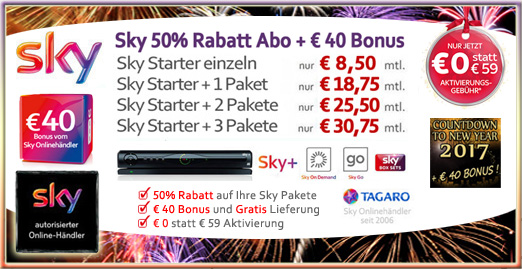 sky
Sky 50% Rabatt Abo + € 40 Bonus
Sky Starter einzeln nur € 8,50 mtl.
Sky Starter + 1 Paket nur € 18,75 mtl.
Sky Starter + 2 Pakete nur € 25,50 mtl.
Sky Starter + 3 Pakete nur € 30,75 mtl.
NUR JETZT
€0 statt
€ 59
AKTIVIERUNGS-
GEBÜHR*
€40
Bonus vom
Sky Onlinehändler
sky
autorisierter
Online-Händler
Sky+
Sky On Demand
go
Sky Go
sky
BOX SETS
COUNTDOWN
TO NEW YEAR
2017
+ € 40 BONUS !
50% Rabatt auf Ihre Sky Pakete
€ 40 Bonus und Gratis Lieferung
€ 0 statt € 59 Aktivierung
TAGARO
Sky Onlinehändler
seit 2006